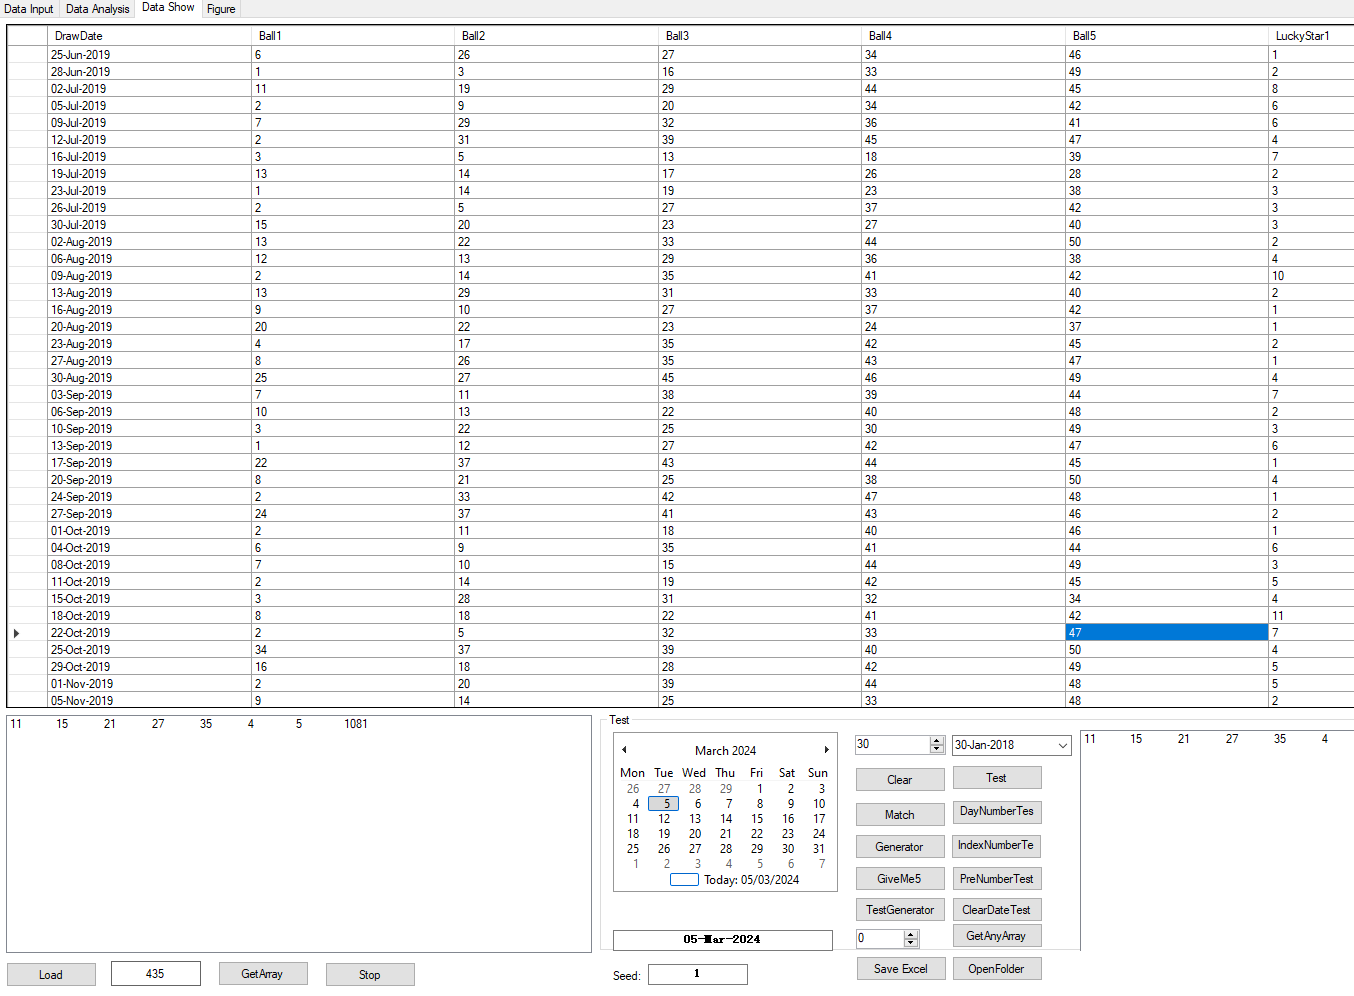 Data Input Data Analysis Data Show Figure
DrawDate Ball1 Ball2 Ball3 Ball4 Ball5 LuckyStar1
25-Jun-2019 6 26 27 34 46 1
28-Jun-2019 1 3 16 33 49 2
02-Jul-2019 11 19 29 44 45 8
05-Jul-2019 2 9 20 34 42 6
09-Jul-2019 7 29 32 36 41 6
12-Jul-2019 2 31 39 45 47 4
16-Jul-2019 3 5 13 18 39 7
19-Jul-2019 13 14 17 26 28 2
23-Jul-2019 1 14 19 23 38 3
26-Jul-2019 2 5 27 37 42 3
30-Jul-2019 15 20 23 27 40 3
02-Aug-2019 13 22 33 44 50 2
06-Aug-2019 12 13 29 36 38 4
09-Aug-2019 2 14 35 41 42 10
13-Aug-2019 13 29 31 33 40 2
16-Aug-2019 9 10 27 37 42 1
20-Aug-2019 20 22 23 24 37 1
23-Aug-2019 4 17 35 42 45 2
27-Aug-2019 8 26 35 43 47 1
30-Aug-2019 25 27 45 46 49 4
03-Sep-2019 7 11 38 39 44 7
06-Sep-2019 10 13 22 40 48 2
10-Sep-2019 3 22 25 30 49 3
13-Sep-2019 1 12 27 42 47 6
17-Sep-2019 22 37 43 44 45 1
20-Sep-2019 8 21 25 38 50 4
24-Sep-2019 2 33 42 47 48 1
27-Sep-2019 24 37 41 43 46 2
01-Oct-2019 2 11 18 40 46 1
04-Oct-2019 6 9 35 41 44 6
08-Oct-2019 7 10 15 44 49 3
11-Oct-2019 2 14 19 42 45 5
15-Oct-2019 3 28 31 32 34 4
18-Oct-2019 8 18 22 41 42 11
22-Oct-2019 2 5 32 33 47 7
25-Oct-2019 34 37 39 40 50 4
29-Oct-2019 16 18 28 42 49 5
01-Nov-2019 2 20 39 44 48 5
05-Nov-2019 9 14 25 33 48 2
11 15 21 27 35 4 5 1081
Test
March 2024
Mon Tue Wed Thu Fri Sat Sun
26 27 28 29 1 2 3
4 5 6 7 8 9 10
11 12 13 14 15 16 17
18 19 20 21 22 23 24
25 26 27 28 29 30 31
1 2 3 4 5 6 7
Today: 05/03/2024
05-Mar-2024
30 30-Jan-2018
Clear Test
Match DayNumberTes
Generator IndexNumberTe
GiveMe5 PreNumberTest
TestGenerator ClearDateTest
0 GetAnyArray
Save Excel OpenFolder
11 15 21 27 35 4
Load 435 GetArray Stop
Seed: 1